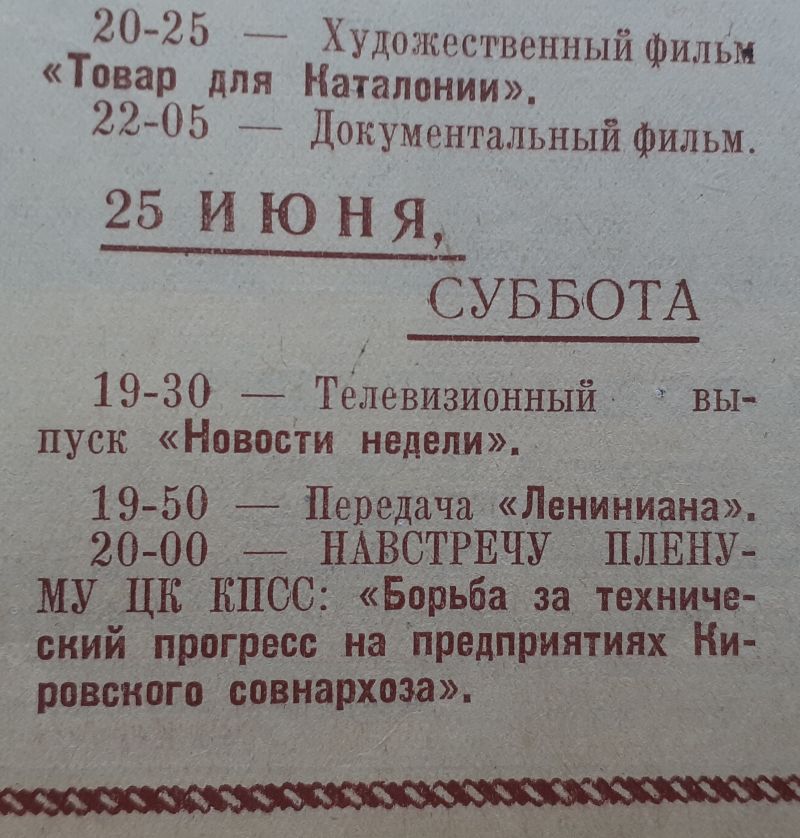 20-25 — Художественный фильм
«Товар для Каталонии».
22-05 — Документальный фильм.
25 ИЮНЯ,
СУББОТА
19-30 — Телевизионный вы-
пуск «Новости недели».
19-50 — Передача «Лениниана».
20-00 — НАВСТРЕЧУ ПЛЕНУ-
МУ ЦК КПСС: «Борьба за техниче-
ский прогресс на предприятиях Ки-
ровского совнархоза».